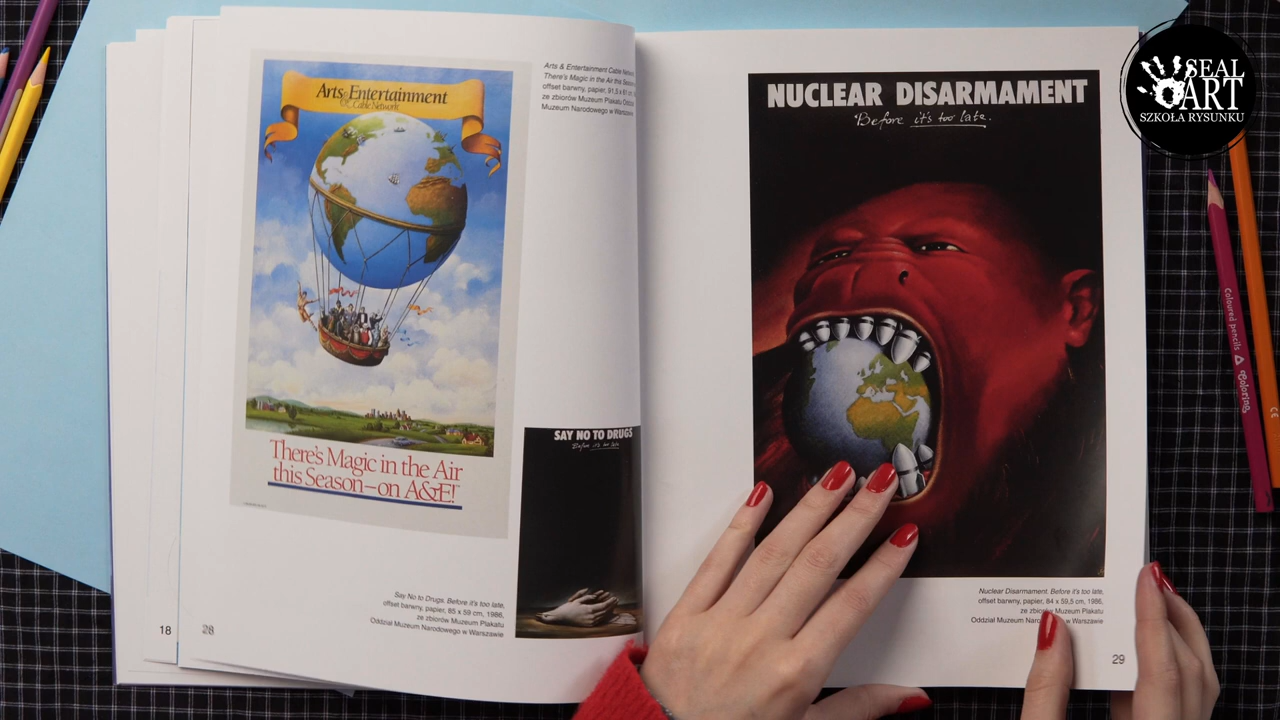 Arts & Entertainment
Cable Network
There's Magic in the Air
this Season–on A&E!
Arts & Entertainment Cable
There's Magic in the Air this
offset barwny, papier, 91,5 x 61
ze zbiorów Muzeum Plakatu
Muzeum Narodowego w
SAY NO TO DRUGS
Before it's too late
Say No to Drugs. Before it's too late,
offset barwny, papier, 85 x 59 cm, 1986,
ze zbiorów Muzeum Plakatu
Oddział Muzeum Narodowego w Warszawie
18
28
NUCLEAR DISARMAMENT
Before it's too late.
Nuclear Disarmament. Before it's too late,
offset barwny, papier, 84 x 59,5 cm, 1986,
ze Muzeum Plakatu
Oddział Muzeum w Warszawie
29
SEAL
ART
SZKOŁA RYSUNKU
Coloured pencils
Coloring
CE